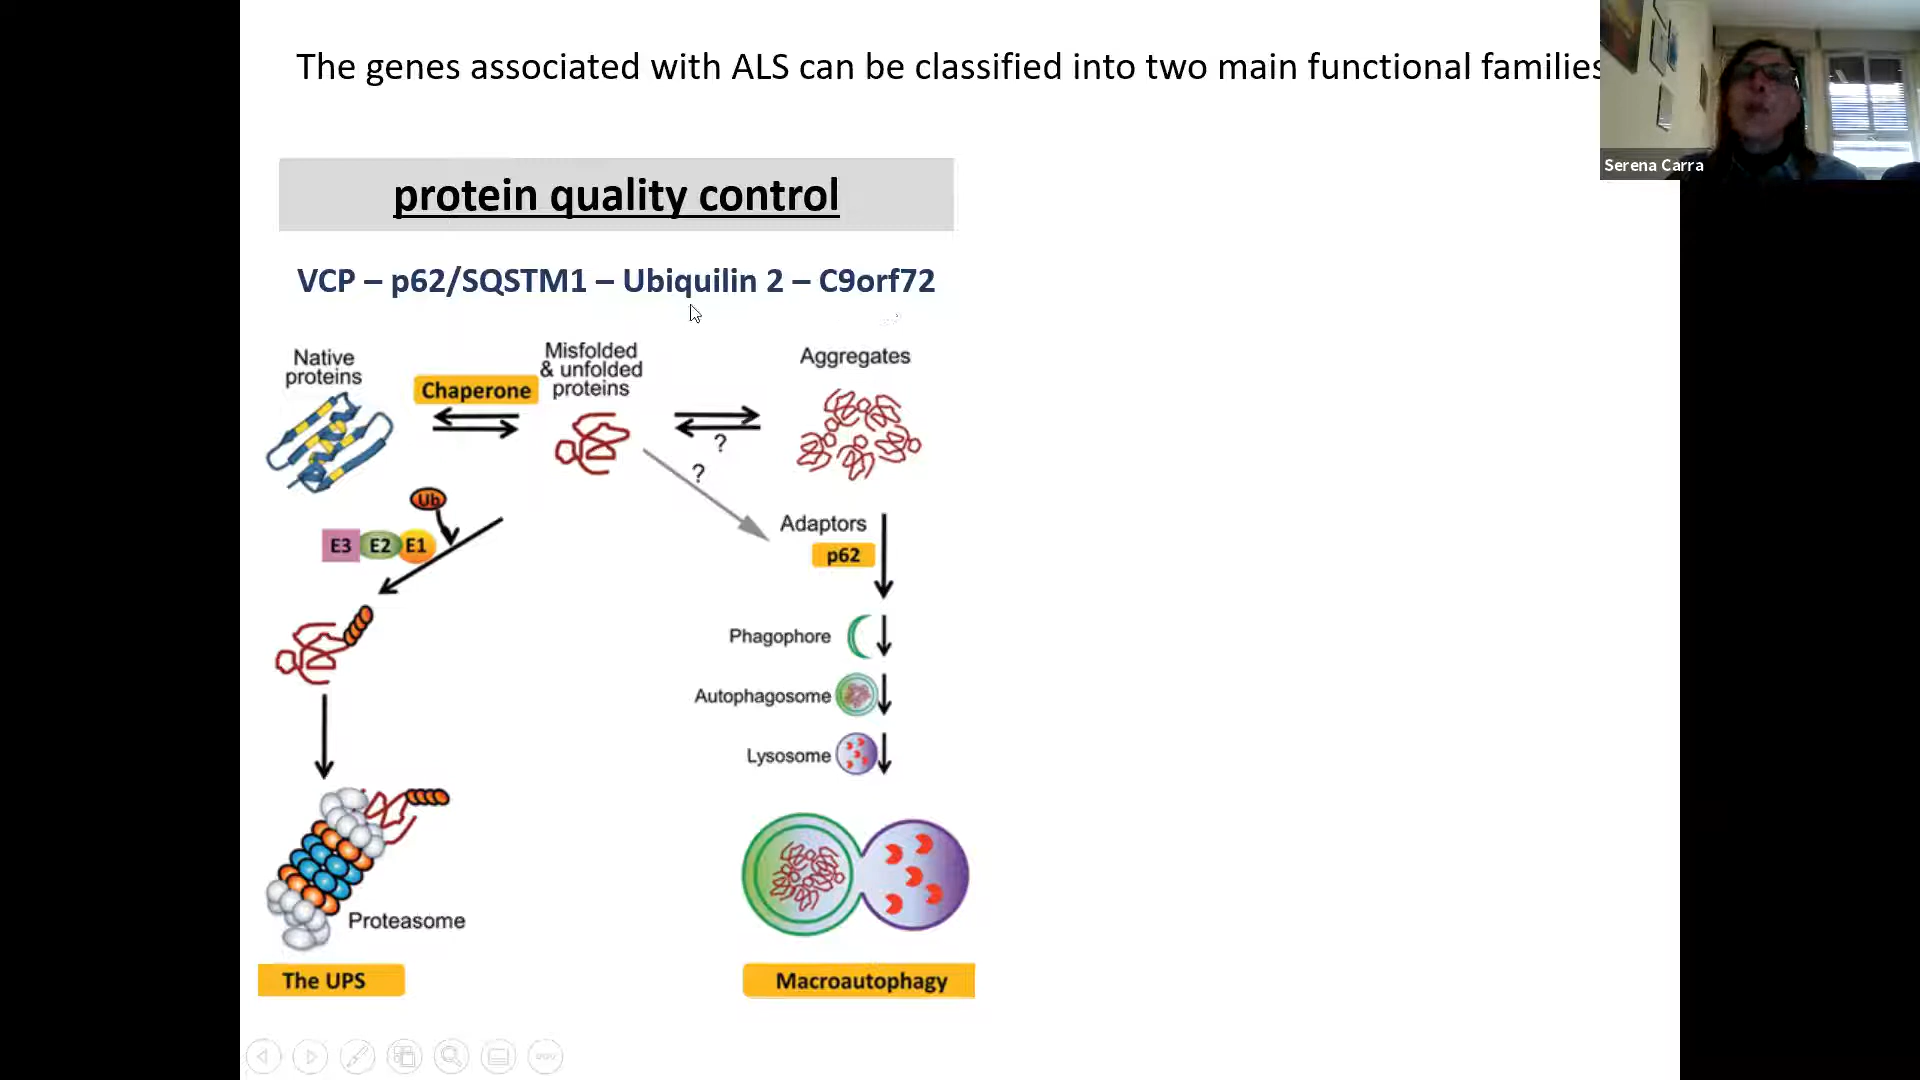 The genes associated with ALS can be classified into two main functional families
Serena Carra
protein quality control
VCP – p62/SQSTM1 – Ubiquilin 2 – C9orf72
Native
proteins
Chaperone
Misfolded
& unfolded
proteins
Aggregates
?
?
Ub
E3 E2 E1
Adaptors
p62
Phagophore
Autophagosome
Lysosome
Proteasome
The UPS
Macroautophagy